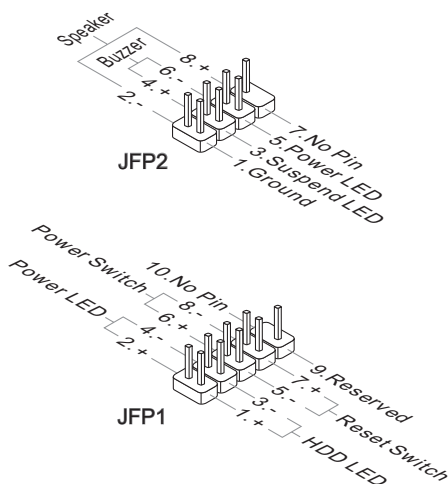 Speaker
Buzzer
8.+
6.-
4.+
2.-
7.No Pin
5.Power LED
3.Suspend LED
1.Ground
JFP2
Power Switch
Power LED
10.No Pin
8.-
6.+
4.-
2.+
9.Reserved
7.+
5.-
3.-
1.+
Reset Switch
HDD LED
JFP1